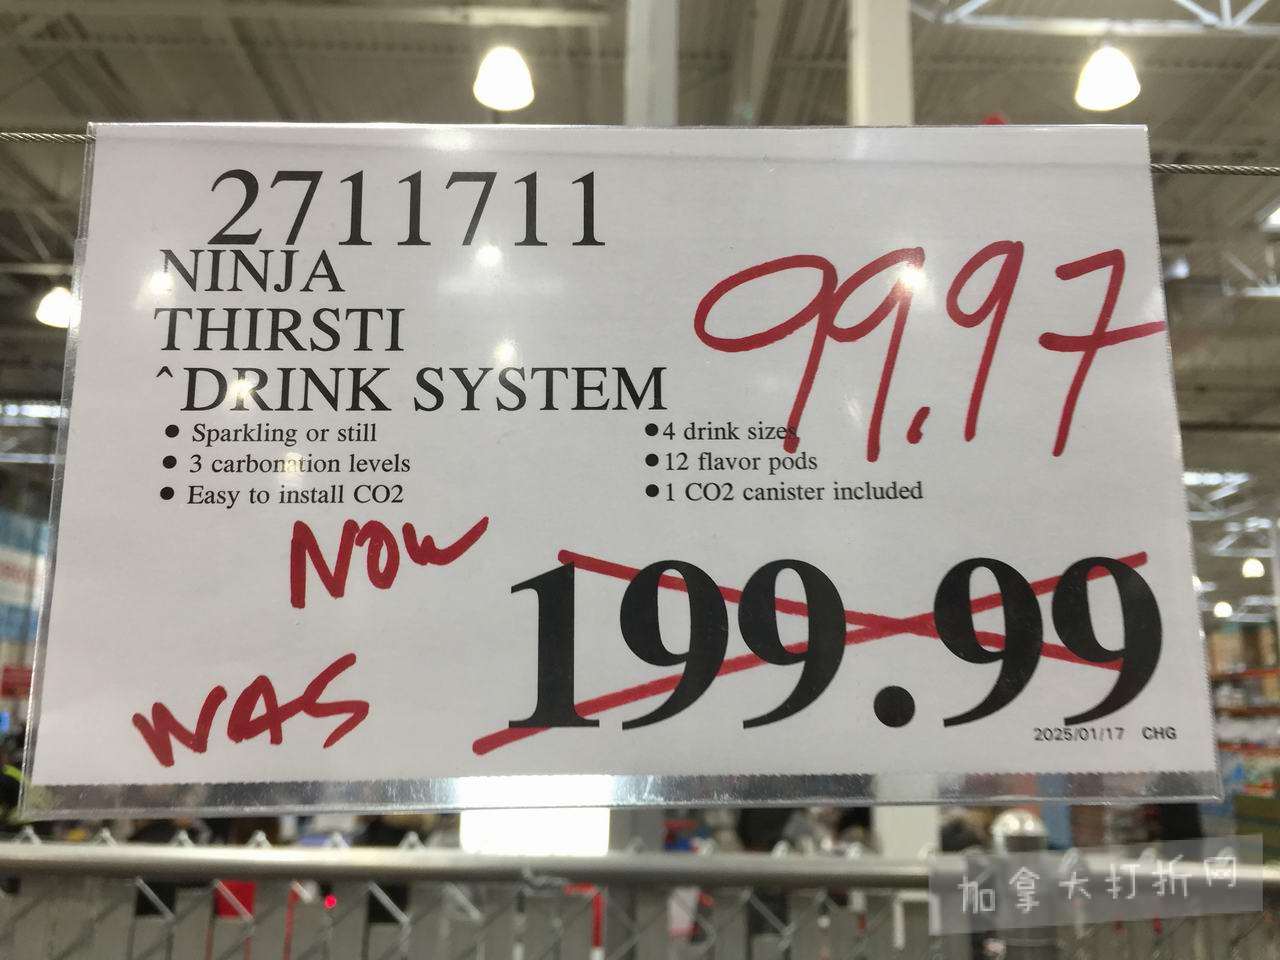 2711711
NINJA
THIRSTI
^DRINK SYSTEM
99.97
• Sparkling or still
• 3 carbonation levels
• Easy to install CO2
• 4 drink sizes
• 12 flavor pods
• 1 CO2 canister included
NOW
WAS
199.99
2025/01/17 CHG
加拿大打折网